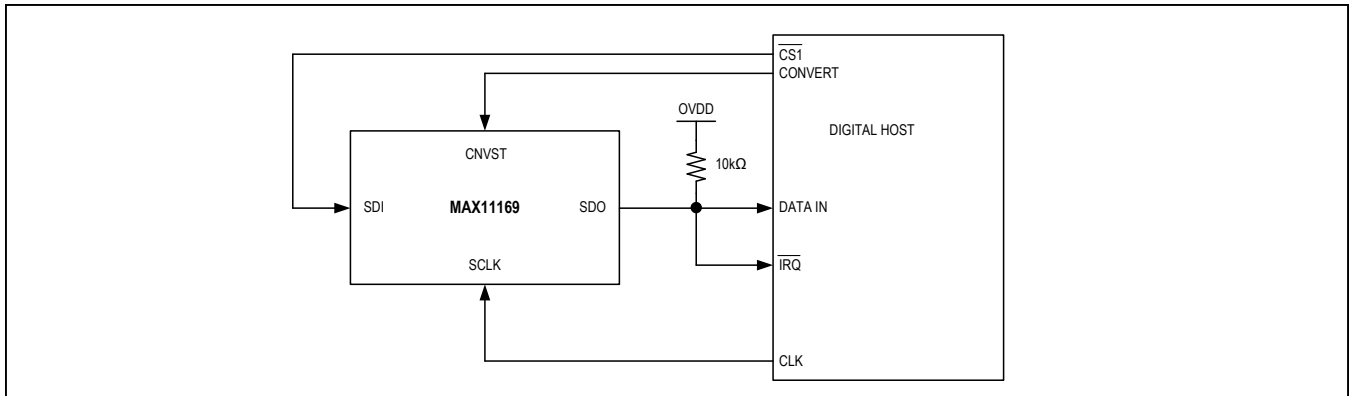 CS1
CONVERT
OVDD
DIGITAL HOST
CNVST
10kΩ
SDI
MAX11169
SDO
DATA IN
SCLK
IRQ
CLK